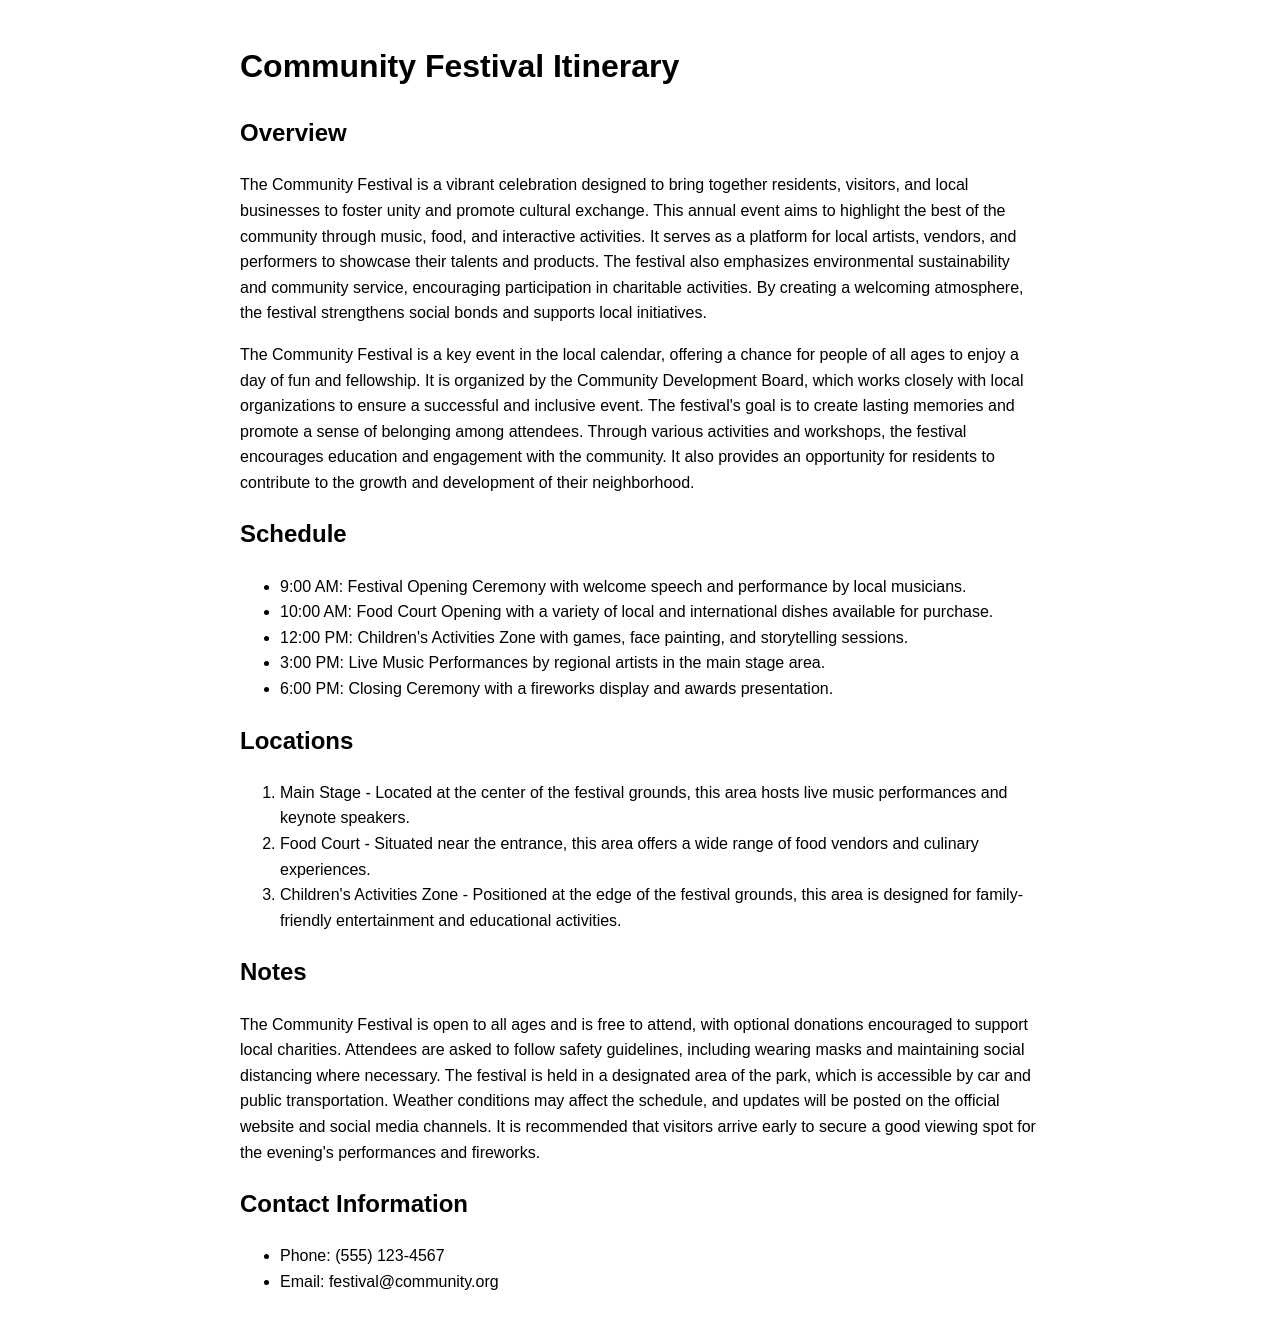 Community Festival Itinerary
Overview
The Community Festival is a vibrant celebration designed to bring together residents, visitors, and local
businesses to foster unity and promote cultural exchange. This annual event aims to highlight the best of the
community through music, food, and interactive activities. It serves as a platform for local artists, vendors, and
performers to showcase their talents and products. The festival also emphasizes environmental sustainability
and community service, encouraging participation in charitable activities. By creating a welcoming atmosphere,
the festival strengthens social bonds and supports local initiatives.
The Community Festival is a key event in the local calendar, offering a chance for people of all ages to enjoy a
day of fun and fellowship. It is organized by the Community Development Board, which works closely with local
organizations to ensure a successful and inclusive event. The festival's goal is to create lasting memories and
promote a sense of belonging among attendees. Through various activities and workshops, the festival
encourages education and engagement with the community. It also provides an opportunity for residents to
contribute to the growth and development of their neighborhood.
Schedule
• 9:00 AM: Festival Opening Ceremony with welcome speech and performance by local musicians.
• 10:00 AM: Food Court Opening with a variety of local and international dishes available for purchase.
• 12:00 PM: Children's Activities Zone with games, face painting, and storytelling sessions.
• 3:00 PM: Live Music Performances by regional artists in the main stage area.
• 6:00 PM: Closing Ceremony with a fireworks display and awards presentation.
Locations
1. Main Stage - Located at the center of the festival grounds, this area hosts live music performances and
keynote speakers.
2. Food Court - Situated near the entrance, this area offers a wide range of food vendors and culinary
experiences.
3. Children's Activities Zone - Positioned at the edge of the festival grounds, this area is designed for family-
friendly entertainment and educational activities.
Notes
The Community Festival is open to all ages and is free to attend, with optional donations encouraged to support
local charities. Attendees are asked to follow safety guidelines, including wearing masks and maintaining social
distancing where necessary. The festival is held in a designated area of the park, which is accessible by car and
public transportation. Weather conditions may affect the schedule, and updates will be posted on the official
website and social media channels. It is recommended that visitors arrive early to secure a good viewing spot for
the evening's performances and fireworks.
Contact Information
• Phone: (555) 123-4567
• Email: festival@community.org